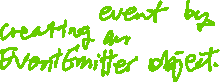 creating an event by
EventEmitter object.